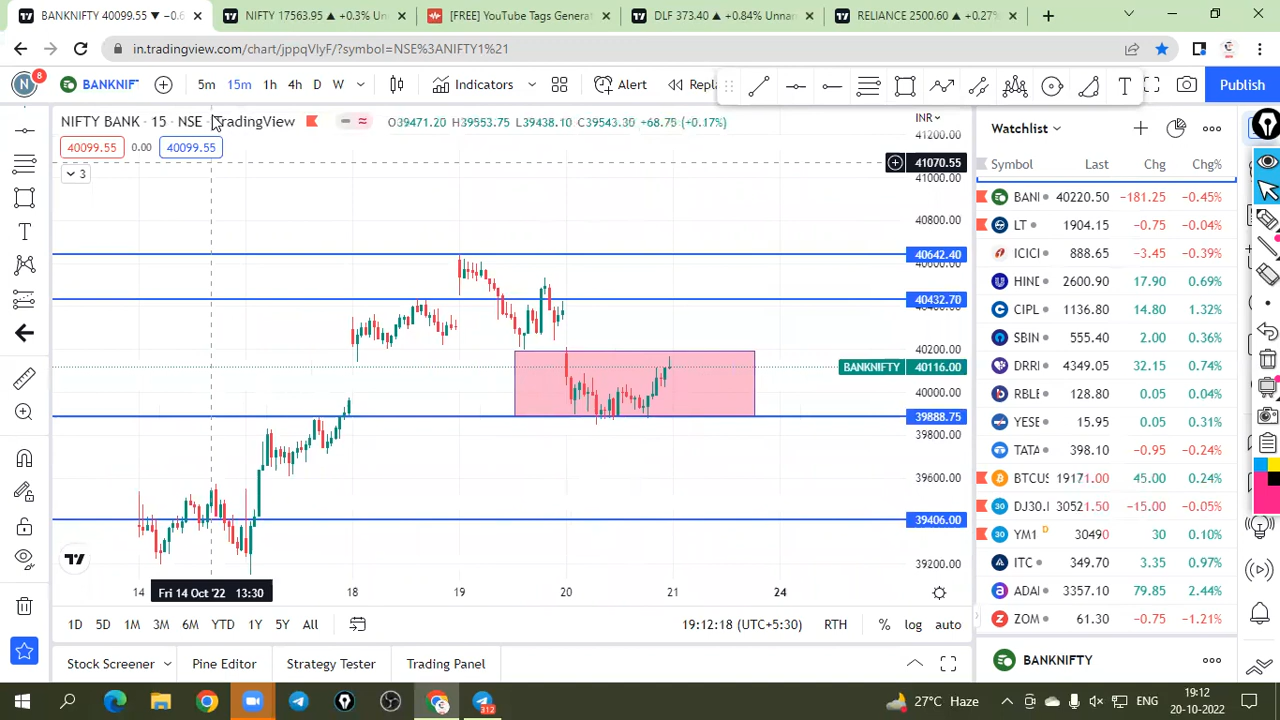 BANKNIFTY 40099.55 ▼ −0.6
NIFTY 17563.95 ▲ +0.3% Un
[FREE] YouTube Tags Genera
DLF 373.40 ▲ +0.84% Unnan
RELIANCE 2500.60 ▲ +0.27%
in.tradingview.com/chart/jppqVlyF/?symbol=NSE%3ANIFTY1%21
N 8
BANKNIF
5m 15m 1h 4h D W
Indicators
Alert
Repl
Publish
NIFTY BANK · 15 · NSE · TradingView
O39471.20 H39553.75 L39438.10 C39543.30 +68.75 (+0.17%)
INR
40099.55 0.00 40099.55
3
41200.00
41070.55
41000.00
40800.00
40642.40
40432.70
40200.00
BANKNIFTY 40116.00
40000.00
39888.75
39800.00
39600.00
39406.00
39200.00
14 Fri 14 Oct '22 13:30 18 19 20 21 24
1D 5D 1M 3M 6M YTD 1Y 5Y All
19:12:18 (UTC+5:30) RTH % log auto
Stock Screener Pine Editor Strategy Tester Trading Panel
Watchlist
Symbol Last Chg Chg%
BANI 40220.50 −181.25 −0.45%
LT 1904.15 −0.75 −0.04%
ICICI 888.65 −3.45 −0.39%
HIND 2600.90 17.90 0.69%
CIPL 1136.80 14.80 1.32%
SBIN 555.40 2.00 0.36%
DRRI 4349.05 32.15 0.74%
RBLE 128.80 0.05 0.04%
YESE 15.95 0.05 0.31%
TATA 398.10 −0.95 −0.24%
BTCUS 19171.00 45.00 0.24%
DJ30.I 30521.50 −15.00 −0.05%
YM1 D 30490 30 0.10%
ITC 349.70 3.35 0.97%
ADAI 3357.10 79.85 2.44%
ZOM 61.30 −0.75 −1.21%
BANKNIFTY
312
27°C Haze
ENG
19:12
20-10-2022